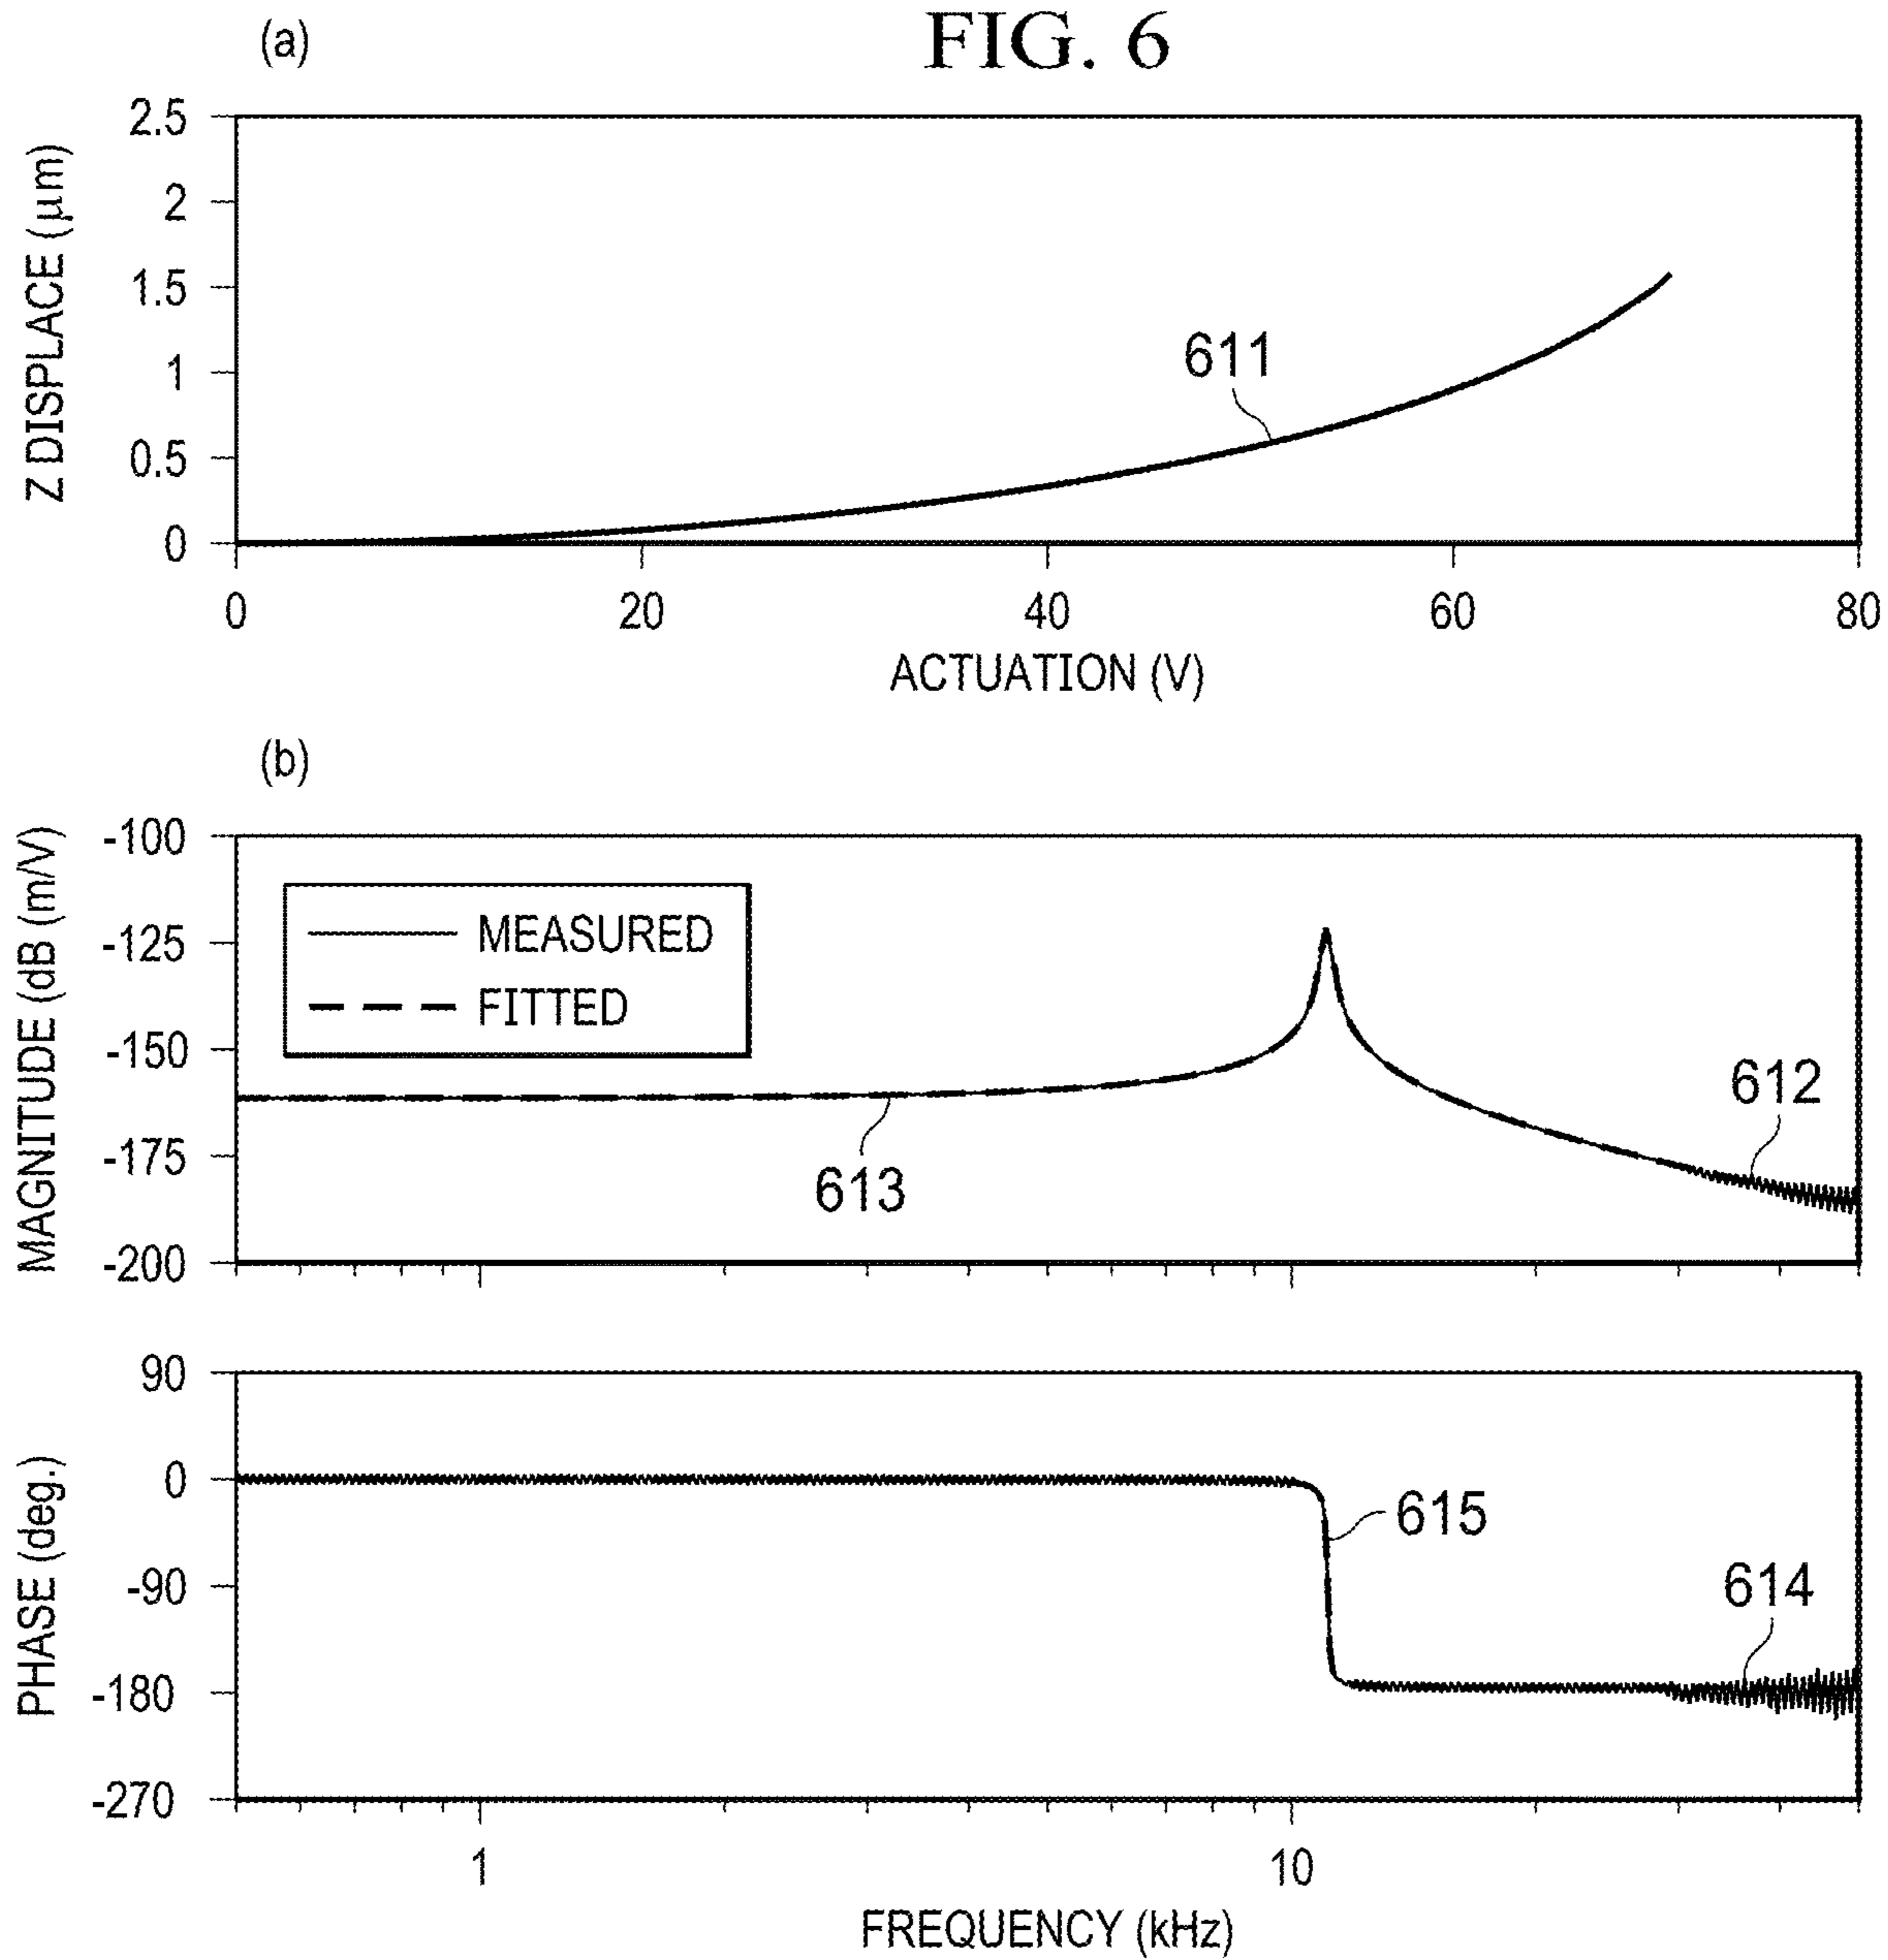 FIG. 6
(a)
Z DISPLACE (μm)
2.5
2
1.5
1
0.5
0
611
0 20 40 60 80
ACTUATION (V)
(b)
MAGNITUDE (dB (m/V)
-100
-125
-150
-175
-200
MEASURED
FITTED
613
612
PHASE (deg.)
90
0
-90
-180
-270
615
614
1 10
FREQUENCY (kHz)